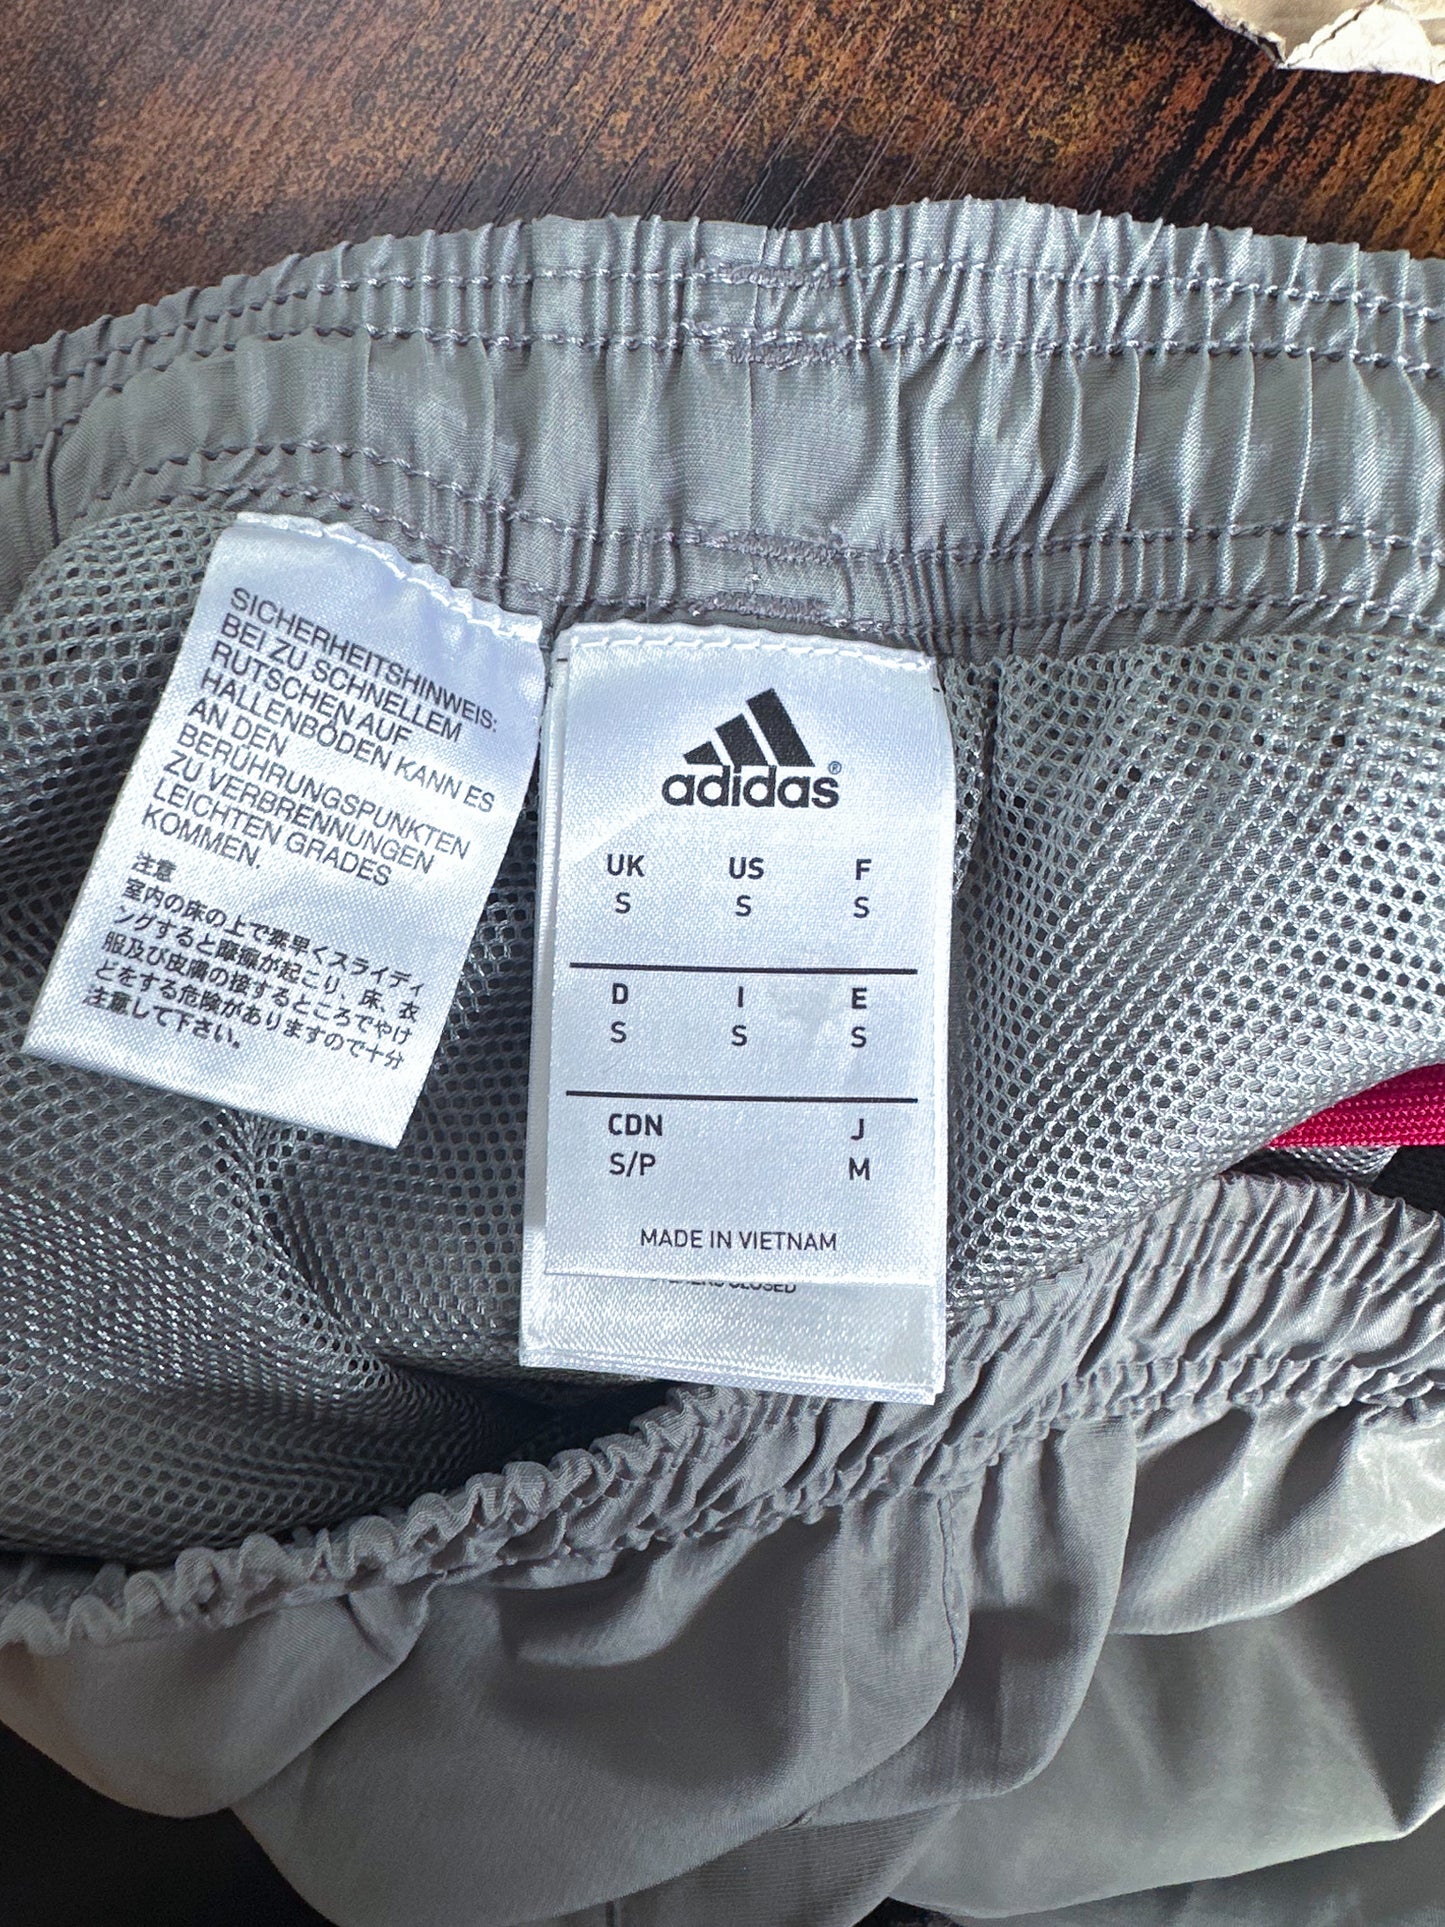 SICHERHEITSHINWEIS:
BEI ZU SCHNELLEM
RUTSCHEN AUF
HALLENBÖDEN KANN ES
AN DEN
BERÜHRUNGSPUNKTEN
ZU VERBRENNUNGEN
LEICHTEN GRADES
KOMMEN.
注意
室内の床の上で素早くスライディ
ングすると摩擦が起こり、床、衣
服及び皮膚の接するところでやけ
どをする危険がありますので十分
注意して下さい。
adidas®
UK US F
S S S
D I E
S S S
CDN J
S/P M
MADE IN VIETNAM
CLOSED